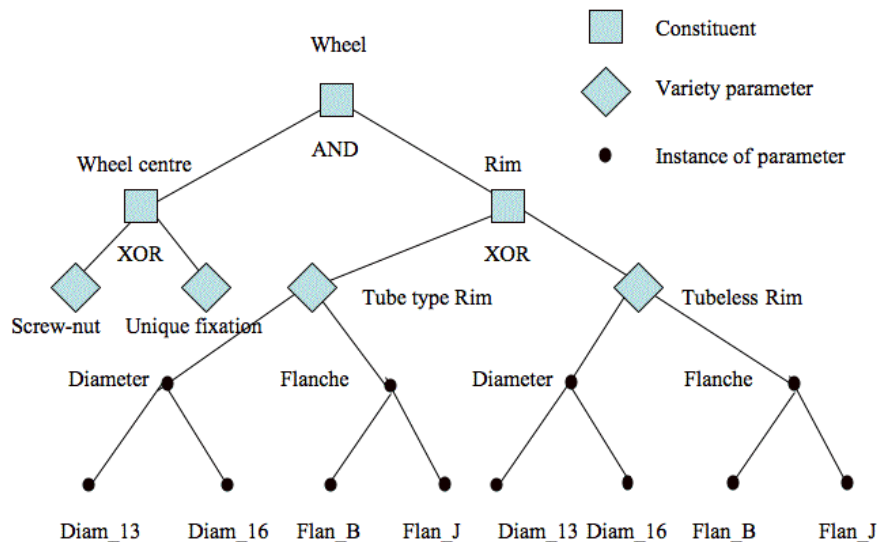 Wheel
Constituent
Variety parameter
AND
Instance of parameter
Wheel centre
Rim
XOR
XOR
Tube type Rim
Tubeless Rim
Screw-nut
Unique fixation
Diameter
Flanche
Diameter
Flanche
Diam_13
Diam_16
Flan_B
Flan_J
Diam_13
Diam_16
Flan_B
Flan_J